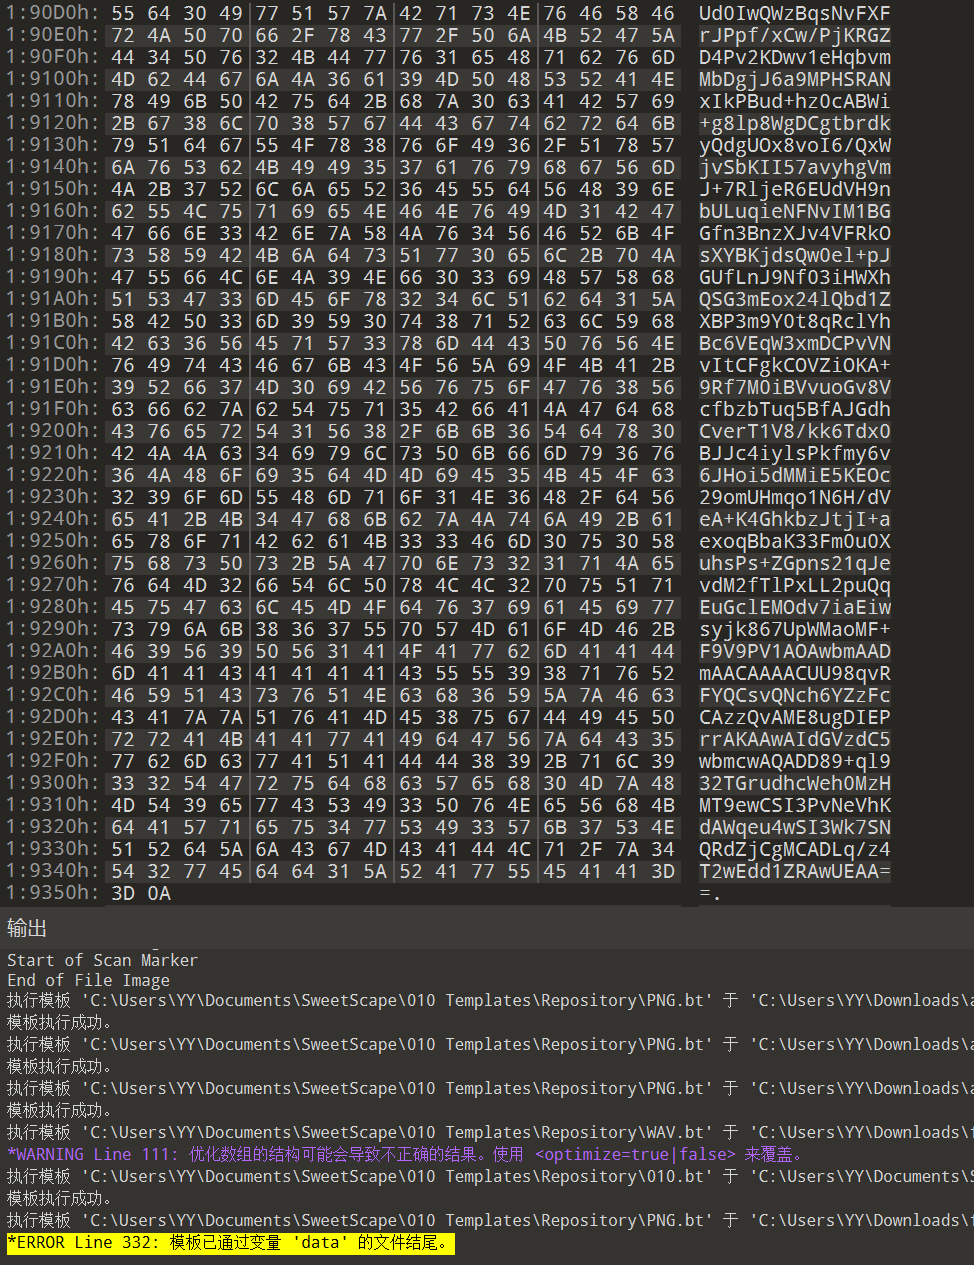 1:90D0h: 55 64 30 49 77 51 57 7A 42 71 73 4E 76 46 58 46 Ud0IwQWzBqsNvFXF
1:90E0h: 72 4A 50 70 66 2F 78 43 77 2F 50 6A 4B 52 47 5A rJPpf/xCw/PjKRGZ
1:90F0h: 44 34 50 76 32 4B 44 77 76 31 65 48 71 62 76 6D D4Pv2KDwv1eHqbvm
1:9100h: 4D 62 44 67 6A 4A 36 61 39 4D 50 48 53 52 41 4E MbDgjJ6a9MPHSRAN
1:9110h: 78 49 6B 50 42 75 64 2B 68 7A 30 63 41 42 57 69 xIkPBud+hz0cABWi
1:9120h: 2B 67 38 6C 70 38 57 67 44 43 67 74 62 72 64 6B +g8lp8WgDCgtbrdk
1:9130h: 79 51 64 67 55 4F 78 38 76 6F 49 36 2F 51 78 57 yQdgUOx8voI6/QxW
1:9140h: 6A 76 53 62 4B 49 49 35 37 61 76 79 68 67 56 6D jvSbKII57avyhgVm
1:9150h: 4A 2B 37 52 6C 6A 65 52 36 45 55 64 56 48 39 6E J+7RljeR6EUdVH9n
1:9160h: 62 55 4C 75 71 69 65 4E 46 4E 76 49 4D 31 42 47 bULuqieNFNvIM1BG
1:9170h: 47 66 6E 33 42 6E 7A 58 4A 76 34 56 46 52 6B 4F Gfn3BnzXJv4VFRkO
1:9180h: 73 58 59 42 4B 6A 64 73 51 77 30 65 6C 2B 70 4A sXYBKjdsQw0el+pJ
1:9190h: 47 55 66 4C 6E 4A 39 4E 66 30 33 69 48 57 58 68 GUfLnJ9Nf03iHWXh
1:91A0h: 51 53 47 33 6D 45 6F 78 32 34 6C 51 62 64 31 5A QSG3mEox24lQbd1Z
1:91B0h: 58 42 50 33 6D 39 59 30 74 38 71 52 63 6C 59 68 XBP3m9Y0t8qRclYh
1:91C0h: 42 63 36 56 45 71 57 33 78 6D 44 43 50 76 56 4E Bc6VEqW3xmDCPvVN
1:91D0h: 76 49 74 43 46 67 6B 43 4F 56 5A 69 4F 4B 41 2B vItCFgkCOVZiOKA+
1:91E0h: 39 52 66 37 4D 30 69 42 56 76 75 6F 47 76 38 56 9Rf7M0iBVvuoGv8V
1:91F0h: 63 66 62 7A 62 54 75 71 35 42 66 41 4A 47 64 68 cfbzbTuq5BfAJGdh
1:9200h: 43 76 65 72 54 31 56 38 2F 6B 6B 36 54 64 78 30 CverT1V8/kk6Tdx0
1:9210h: 42 4A 4A 63 34 69 79 6C 73 50 6B 66 6D 79 36 76 BJJc4iylsPkfmy6v
1:9220h: 36 4A 48 6F 69 35 64 4D 4D 69 45 35 4B 45 4F 63 6JHoi5dMMiE5KEOc
1:9230h: 32 39 6F 6D 55 48 6D 71 6F 31 4E 36 48 2F 64 56 29omUHmqo1N6H/dV
1:9240h: 65 41 2B 4B 34 47 68 6B 62 7A 4A 74 6A 49 2B 61 eA+K4GhkbzJtjI+a
1:9250h: 65 78 6F 71 42 62 61 4B 33 33 46 6D 30 75 30 58 exoqBbaK33Fm0u0X
1:9260h: 75 68 73 50 73 2B 5A 47 70 6E 73 32 31 71 4A 65 uhsPs+ZGpns21qJe
1:9270h: 76 64 4D 32 66 54 6C 50 78 4C 4C 32 70 75 51 71 vdM2fTlPxLL2puQq
1:9280h: 45 75 47 63 6C 45 4D 4F 64 76 37 69 61 45 69 77 EuGclEMOdv7iaEiw
1:9290h: 73 79 6A 6B 38 36 37 55 70 57 4D 61 6F 4D 46 2B syjk867UpWMaoMF+
1:92A0h: 46 39 56 39 50 56 31 41 4F 41 77 62 6D 41 41 44 F9V9PV1AOAwbmAAD
1:92B0h: 6D 41 41 43 41 41 41 41 43 55 55 39 38 71 76 52 mAACAAAACUU98qvR
1:92C0h: 46 59 51 43 73 76 51 4E 63 68 36 59 5A 7A 46 63 FYQCsvQNch6YZzFc
1:92D0h: 43 41 7A 7A 51 76 41 4D 45 38 75 67 44 49 45 50 CAzzQvAME8ugDIEP
1:92E0h: 72 72 41 4B 41 41 77 41 49 64 47 56 7A 64 43 35 rrAKAAwAIdGVzdC5
1:92F0h: 77 62 6D 63 77 41 51 41 44 44 38 39 2B 71 6C 39 wbmcwAQADD89+ql9
1:9300h: 33 32 54 47 72 75 64 68 63 57 65 68 30 4D 7A 48 32TGrudhcWeh0MzH
1:9310h: 4D 54 39 65 77 43 53 49 33 50 76 4E 65 56 68 4B MT9ewCSI3PvNeVhK
1:9320h: 64 41 57 71 65 75 34 77 53 49 33 57 6B 37 53 4E dAWqeu4wSI3Wk7SN
1:9330h: 51 52 64 5A 6A 43 67 4D 43 41 44 4C 71 2F 7A 34 QRdZjCgMCADLq/z4
1:9340h: 54 32 77 45 64 64 31 5A 52 41 77 55 45 41 41 3D T2wEdd1ZRAwUEAA=
1:9350h: 3D 0A =.
输出
Start of Scan Marker
End of File Image
执行模板 'C:\Users\YY\Documents\SweetScape\010 Templates\Repository\PNG.bt' 于 'C:\Users\YY\Downloads\a
模板执行成功。
执行模板 'C:\Users\YY\Documents\SweetScape\010 Templates\Repository\PNG.bt' 于 'C:\Users\YY\Downloads\a
模板执行成功。
执行模板 'C:\Users\YY\Documents\SweetScape\010 Templates\Repository\PNG.bt' 于 'C:\Users\YY\Downloads\a
模板执行成功。
执行模板 'C:\Users\YY\Documents\SweetScape\010 Templates\Repository\WAV.bt' 于 'C:\Users\YY\Downloads\f
*WARNING Line 111: 优化数组的结构可能会导致不正确的结果。使用 <optimize=true|false> 来覆盖。
执行模板 'C:\Users\YY\Documents\SweetScape\010 Templates\Repository\010.bt' 于 'C:\Users\YY\Documents\S
模板执行成功。
执行模板 'C:\Users\YY\Documents\SweetScape\010 Templates\Repository\PNG.bt' 于 'C:\Users\YY\Downloads\f
*ERROR Line 332: 模板已通过变量 'data' 的文件结尾。